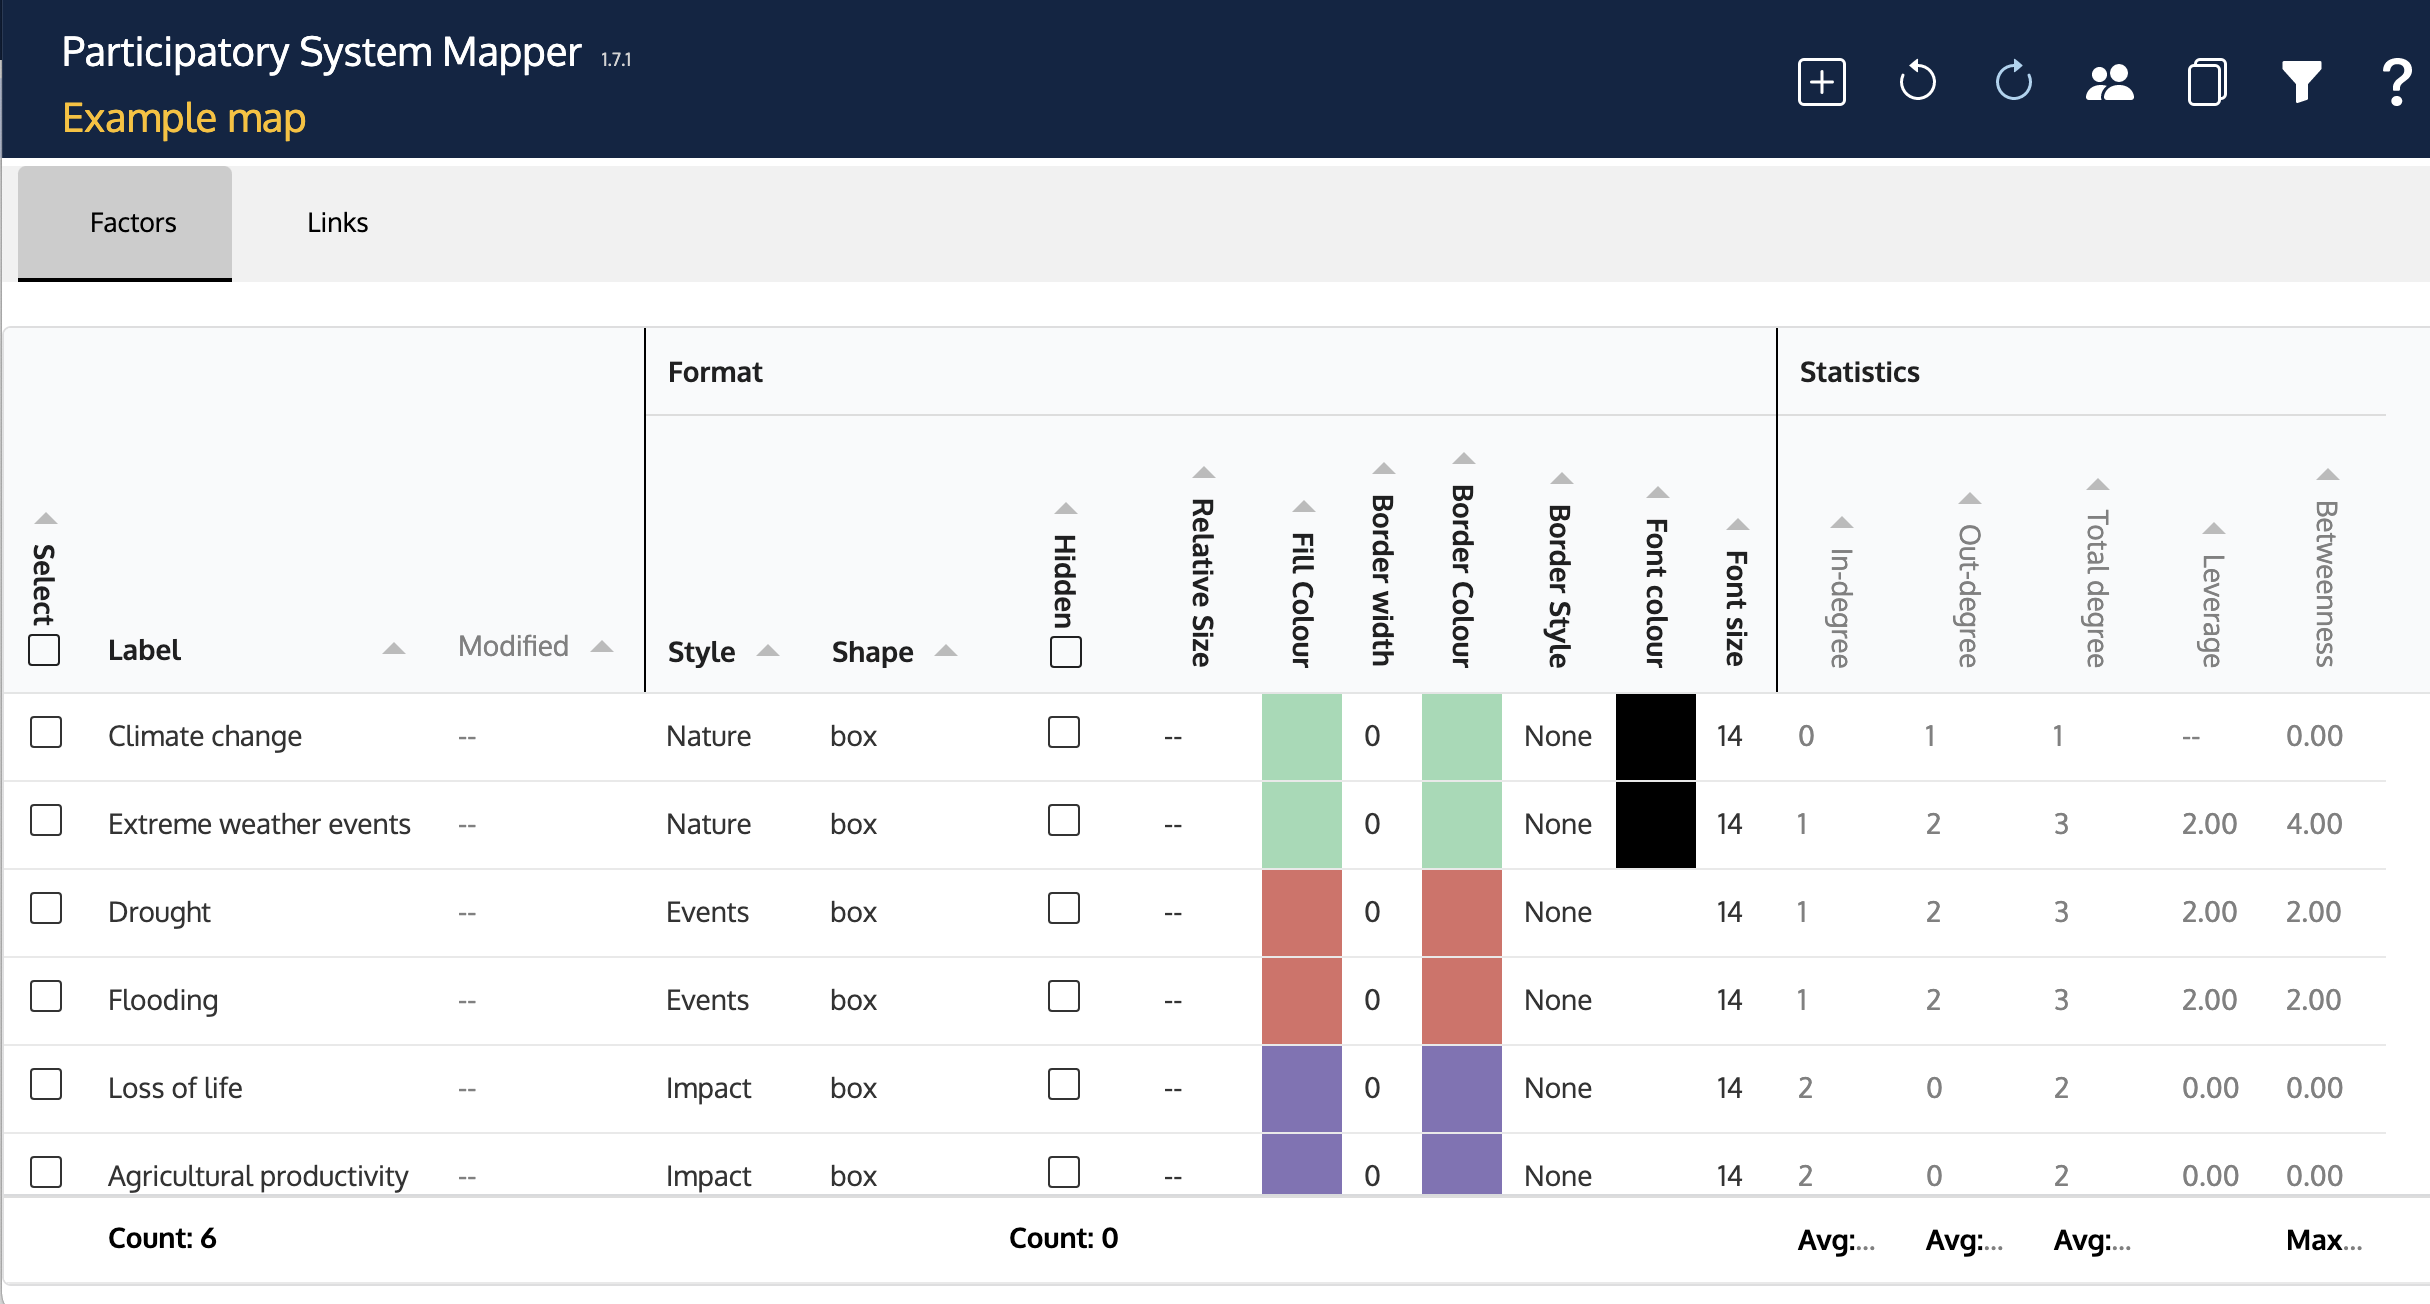 Participatory System Mapper 1.7.1
Example map
?
Factors Links
Format Statistics
Select Label Modified Style Shape Hidden Relative Size Fill Colour Border width Border Colour Border Style Font colour Font size In-degree Out-degree Total degree Leverage Betweenness
Climate change -- Nature box -- 0 None 14 0 1 1 -- 0.00
Extreme weather events -- Nature box -- 0 None 14 1 2 3 2.00 4.00
Drought -- Events box -- 0 None 14 1 2 3 2.00 2.00
Flooding -- Events box -- 0 None 14 1 2 3 2.00 2.00
Loss of life -- Impact box -- 0 None 14 2 0 2 0.00 0.00
Agricultural productivity -- Impact box -- 0 None 14 2 0 2 0.00 0.00
Count: 6 Count: 0 Avg:... Avg:... Avg:... Max...